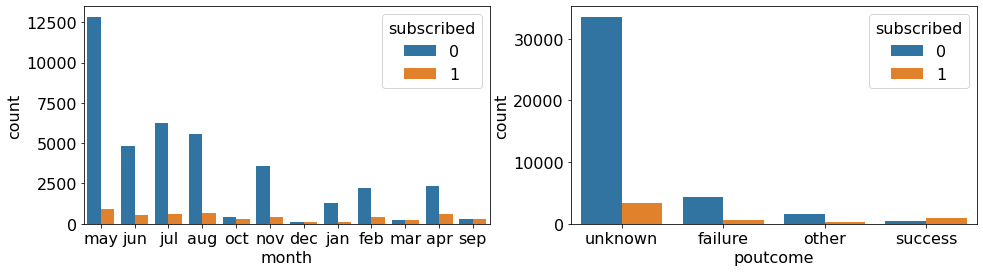 12500
10000
7500
5000
2500
0
count
may jun jul aug oct nov dec jan feb mar apr sep
month
subscribed
0
1
30000
20000
10000
0
count
unknown failure other success
poutcome
subscribed
0
1